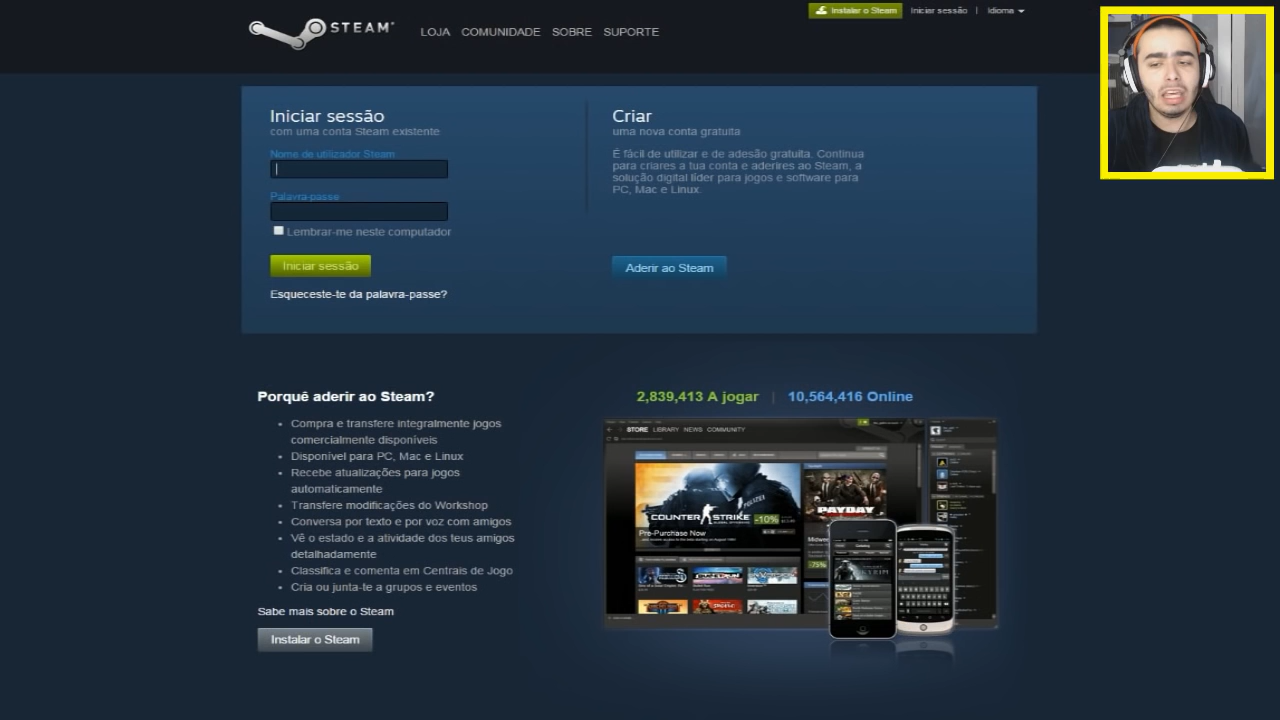 STEAM
LOJA COMUNIDADE SOBRE SUPORTE
Instalar o Steam Iniciar sessão | Idioma
Iniciar sessão
com uma conta Steam existente
Nome de utilizador Steam
Palavra-passe
Lembrar-me neste computador
Iniciar sessão
Esqueceste-te da palavra-passe?
Criar
uma nova conta gratuita
É fácil de utilizar e de adesão gratuita. Continua
para criares a tua conta e aderires ao Steam, a
solução digital líder para jogos e software para
PC, Mac e Linux.
Aderir ao Steam
Porquê aderir ao Steam?
Compra e transfere integralmente jogos
comercialmente disponíveis
Disponível para PC, Mac e Linux
Recebe atualizações para jogos
automaticamente
Transfere modificações do Workshop
Conversa por texto e por voz com amigos
Vê o estado e a atividade dos teus amigos
detalhadamente
Classifica e comenta em Centrais de Jogo
Cria ou junta-te a grupos e eventos
Sabe mais sobre o Steam
Instalar o Steam
2,839,413 A jogar | 10,564,416 Online
STORE LIBRARY NEWS COMMUNITY
COUNTER STRIKE
-10%
Pre-Purchase Now
PAYDAY
-75%